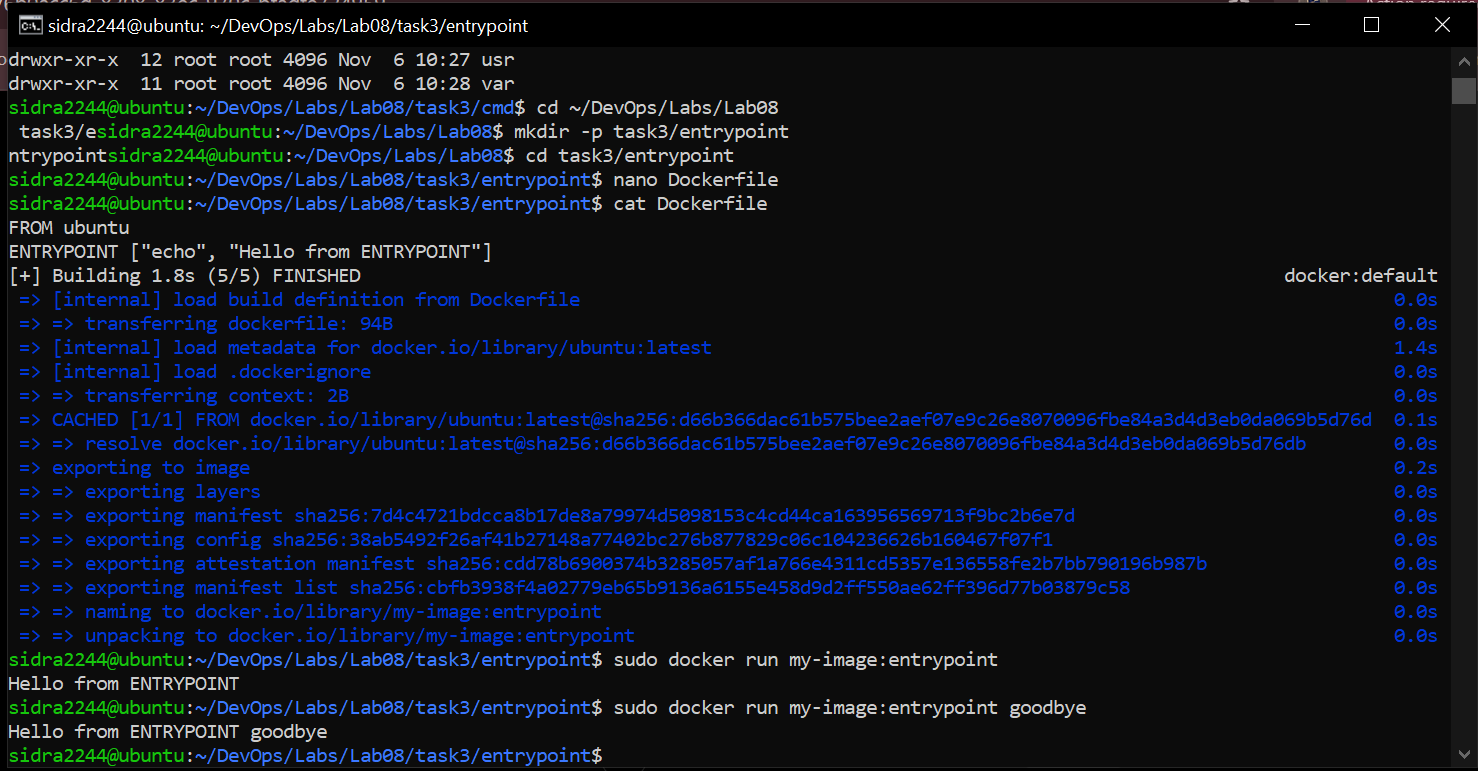 sidra2244@ubuntu: ~/DevOps/Labs/Lab08/task3/entrypoint
drwxr-xr-x  12 root root 4096 Nov  6 10:27 usr
drwxr-xr-x  11 root root 4096 Nov  6 10:28 var
sidra2244@ubuntu:~/DevOps/Labs/Lab08/task3/cmd$ cd ~/DevOps/Labs/Lab08
 task3/esidra2244@ubuntu:~/DevOps/Labs/Lab08$ mkdir -p task3/entrypoint
ntrypointsidra2244@ubuntu:~/DevOps/Labs/Lab08$ cd task3/entrypoint
sidra2244@ubuntu:~/DevOps/Labs/Lab08/task3/entrypoint$ nano Dockerfile
sidra2244@ubuntu:~/DevOps/Labs/Lab08/task3/entrypoint$ cat Dockerfile
FROM ubuntu
ENTRYPOINT ["echo", "Hello from ENTRYPOINT"]
[+] Building 1.8s (5/5) FINISHED docker:default
 => [internal] load build definition from Dockerfile 0.0s
 => => transferring dockerfile: 94B 0.0s
 => [internal] load metadata for docker.io/library/ubuntu:latest 1.4s
 => [internal] load .dockerignore 0.0s
 => => transferring context: 2B 0.0s
 => CACHED [1/1] FROM docker.io/library/ubuntu:latest@sha256:d66b366dac61b575bee2aef07e9c26e8070096fbe84a3d4d3eb0da069b5d76d 0.1s
 => => resolve docker.io/library/ubuntu:latest@sha256:d66b366dac61b575bee2aef07e9c26e8070096fbe84a3d4d3eb0da069b5d76db 0.0s
 => exporting to image 0.2s
 => => exporting layers 0.0s
 => => exporting manifest sha256:7d4c4721bdcca8b17de8a79974d5098153c4cd44ca163956569713f9bc2b6e7d 0.0s
 => => exporting config sha256:38ab5492f26af41b27148a77402bc276b877829c06c104236626b160467f07f1 0.0s
 => => exporting attestation manifest sha256:cdd78b6900374b3285057af1a766e4311cd5357e136558fe2b7bb790196b987b 0.0s
 => => exporting manifest list sha256:cbfb3938f4a02779eb65b9136a6155e458d9d2ff550ae62ff396d77b03879c58 0.0s
 => => naming to docker.io/library/my-image:entrypoint 0.0s
 => => unpacking to docker.io/library/my-image:entrypoint 0.0s
sidra2244@ubuntu:~/DevOps/Labs/Lab08/task3/entrypoint$ sudo docker run my-image:entrypoint
Hello from ENTRYPOINT
sidra2244@ubuntu:~/DevOps/Labs/Lab08/task3/entrypoint$ sudo docker run my-image:entrypoint goodbye
Hello from ENTRYPOINT goodbye
sidra2244@ubuntu:~/DevOps/Labs/Lab08/task3/entrypoint$